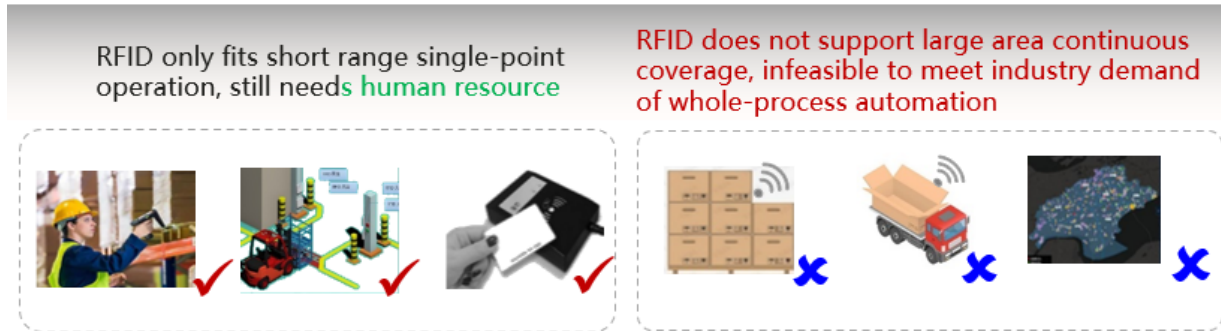 RFID only fits short range single-point
operation, still needs human resource
RFID does not support large area continuous
coverage, infeasible to meet industry demand
of whole-process automation